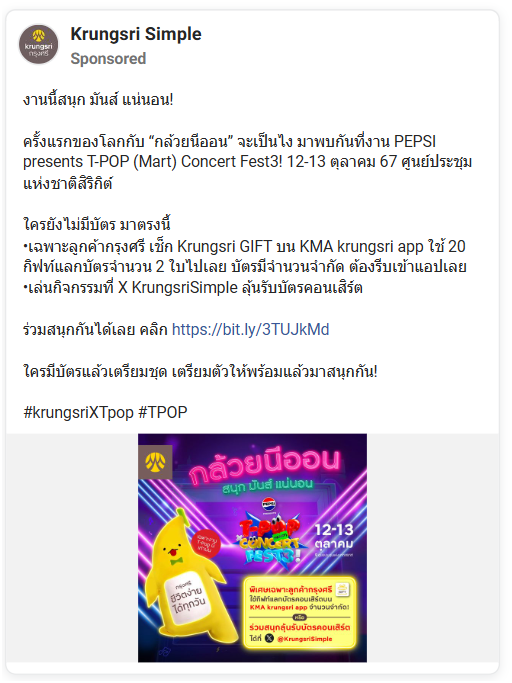 krungsri
กรุงศรี
Krungsri Simple
Sponsored
งานนี้สนุก มันส์ แน่นอน!
ครั้งแรกของโลกกับ “กล้วยนีออน” จะเป็นไง มาพบกันที่งาน PEPSI
presents T-POP (Mart) Concert Fest3! 12-13 ตุลาคม 67 ศูนย์ประชุม
แห่งชาติสิริกิต์
ใครยังไม่มีบัตร มาตรงนี้
•เฉพาะลูกค้ากรุงศรี เช็ก Krungsri GIFT บน KMA krungsri app ใช้ 20
กิฟท์แลกบัตรจำนวน 2 ใบไปเลย บัตรมีจำนวนจำกัด ต้องรีบเข้าแอปเลย
•เล่นกิจกรรมที่ X KrungsriSimple ลุ้นรับบัตรคอนเสิร์ต
ร่วมสนุกกันได้เลย คลิก https://bit.ly/3TUJkMd
ใครมีบัตรแล้วเตรียมชุด เตรียมตัวให้พร้อมแล้วมาสนุกกัน!
#krungsriXTpop #TPOP
กล้วยนีออน
สนุก มันส์ แน่นอน
PEPSI
T-POP
CONCERT
FEST3!
12-13
ตุลาคม
กรุงศรี
ชีวิตง่าย
ได้ทุกวัน
พิเศษเฉพาะลูกค้ากรุงศรี
ใช้กิฟท์แลกบัตรคอนเสิร์ตบน
KMA krungsri app จำนวนจำกัด!
หรือ
ร่วมสนุกลุ้นรับบัตรคอนเสิร์ต
ได้ที่ X @KrungsriSimple